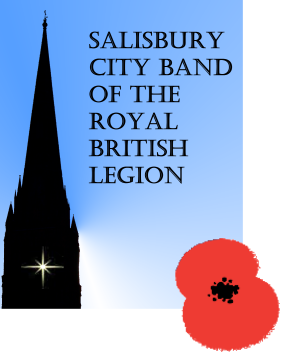 SALISBURY
CITY BAND
OF THE
ROYAL
BRITISH
LEGION